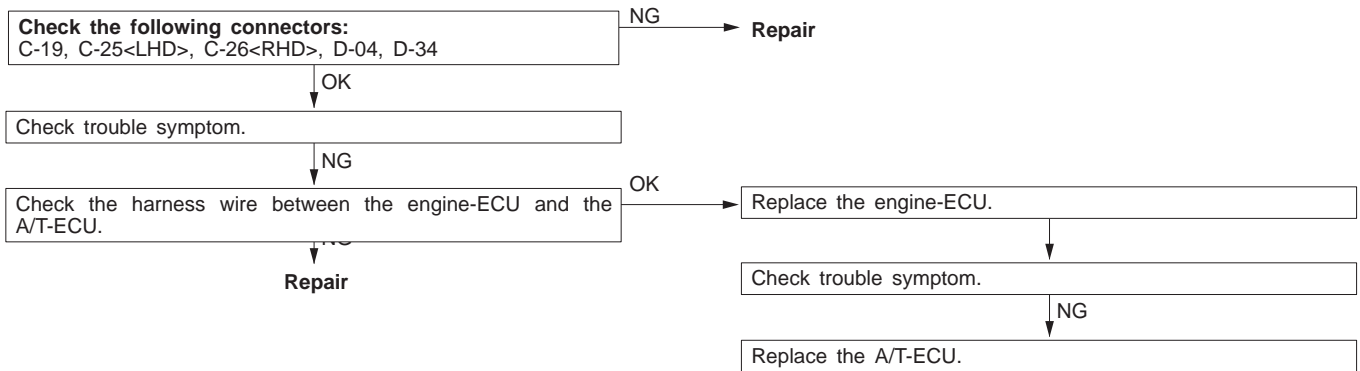 Check the following connectors:
C-19, C-25<LHD>, C-26<RHD>, D-04, D-34
NG
Repair
OK
Check trouble symptom.
NG
Check the harness wire between the engine-ECU and the
A/T-ECU.
OK
Replace the engine-ECU.
NG
Repair
Check trouble symptom.
NG
Replace the A/T-ECU.